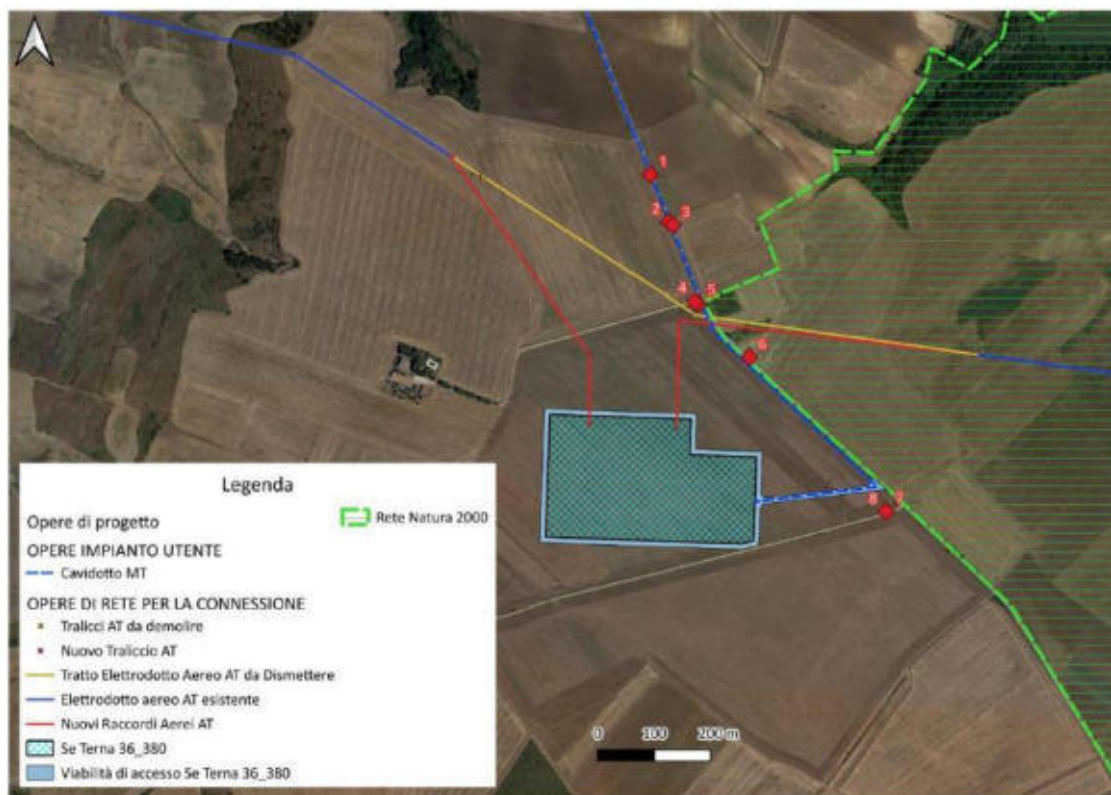 1
2 3
4 5
6
8 7
Legenda
Opere di progetto
Rete Natura 2000
OPERE IMPIANTO UTENTE
Cavidotto MT
OPERE DI RETE PER LA CONNESSIONE
Tralicci AT da demolire
Nuovo Traliccio AT
Tratto Elettrodotto Aereo AT da Dismettere
Elettrodotto aereo AT esistente
Nuovi Raccordi Aerei AT
Se Terna 36_380
Viabilità di accesso Se Terna 36_380
0 100 200 m